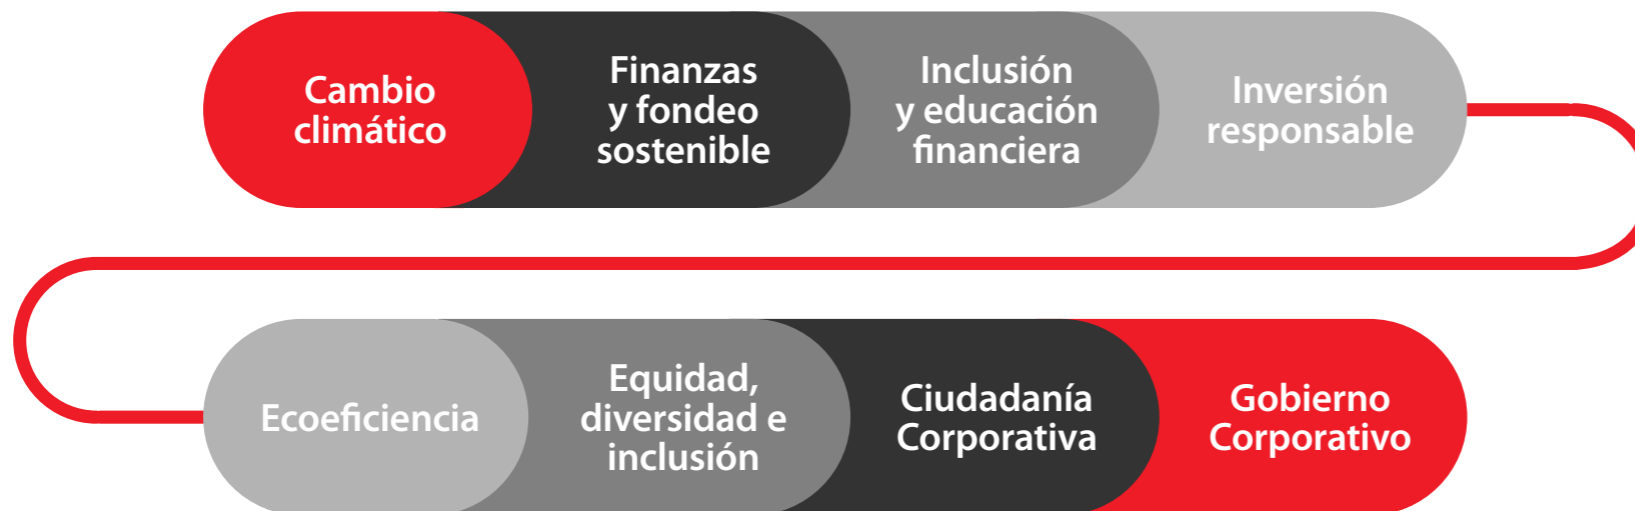 Cambio
climático
Finanzas
y fondeo
sostenible
Inclusión
y educación
financiera
Inversión
responsable
Ecoeficiencia
Equidad,
diversidad e
inclusión
Ciudadanía
Corporativa
Gobierno
Corporativo